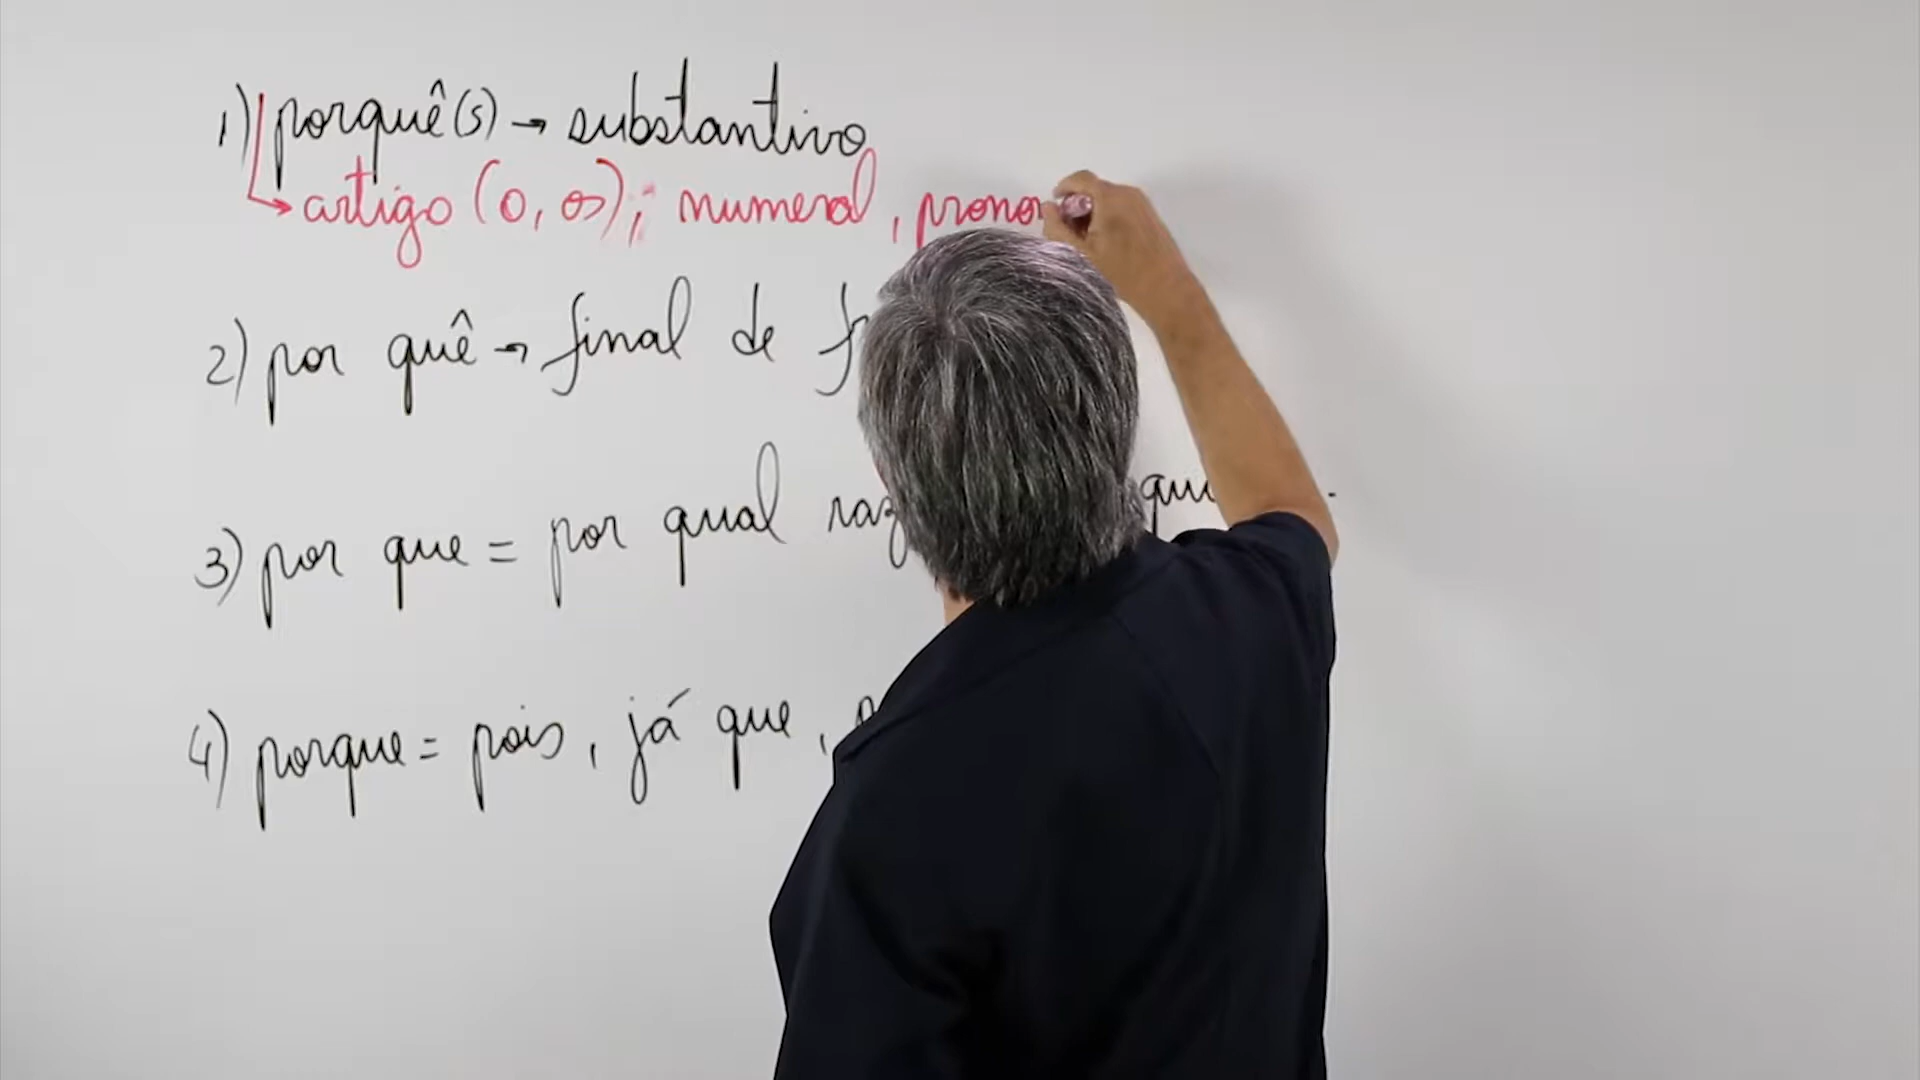 1) porquê(s) → substantivo
↳ artigo (o, os), numeral, prono
2) por quê → final de
3) por que = por qual
4) porque = pois, já que,